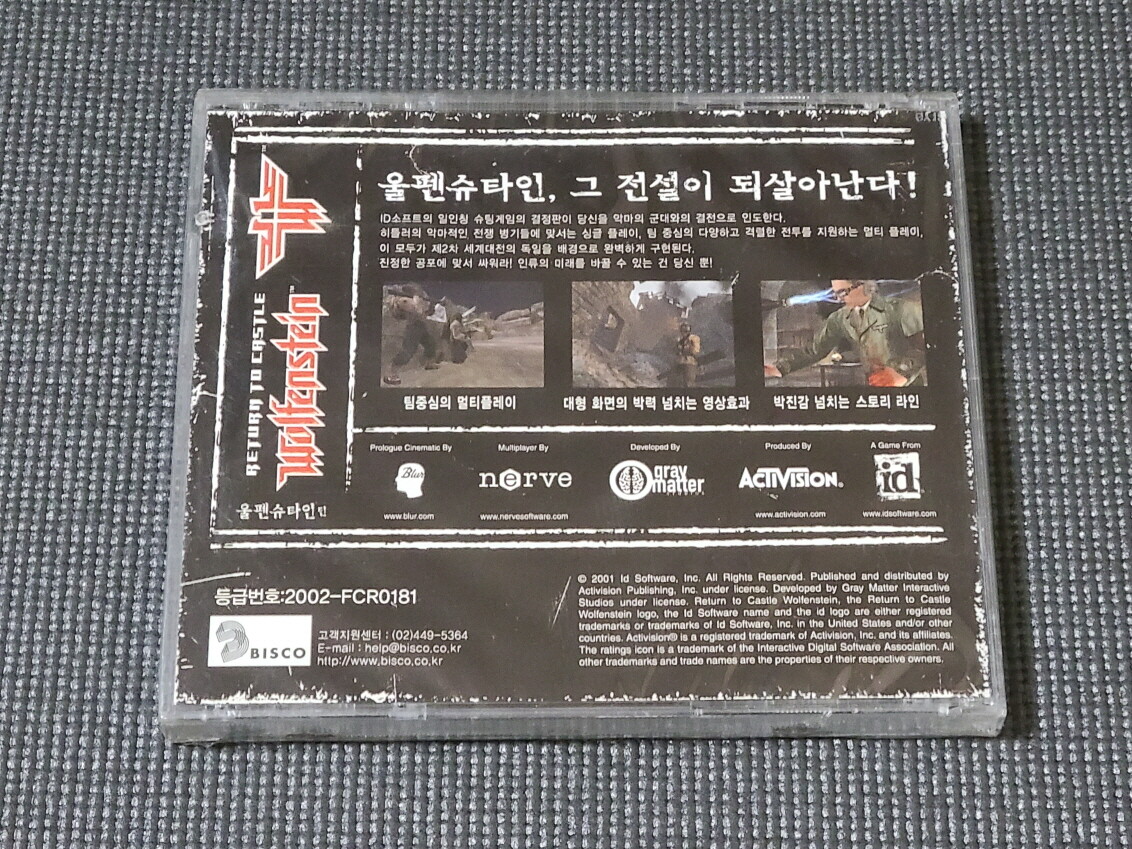 울펜슈타인, 그 전설이 되살아난다!
ID소프트의 일인칭 슈팅게임의 결정판이 당신을 악마의 군대와의 결전으로 인도한다.
히틀러의 악마적인 전쟁 병기들에 맞서는 싱글 플레이, 팀 중심의 다양하고 격렬한 전투를 지원하는 멀티 플레이,
이 모두가 제2차 세계대전의 독일을 배경으로 완벽하게 구현된다.
진정한 공포에 맞서 싸워라! 인류의 미래를 바꿀 수 있는 건 당신 뿐!
RETURN TO CASTLE
Wolfenstein™
울펜슈타인
팀중심의 멀티플레이
대형 화면의 박력 넘치는 영상효과
박진감 넘치는 스토리 라인
Prologue Cinematic By
Multiplayer By
Developed By
Produced By
A Game From
Blur
nerve
gray matter
ACTIVISION.
id
www.blur.com
www.nervesoftware.com
www.activision.com
www.idsoftware.com
등급번호:2002-FCR0181
BISCO
고객지원센터 : (02)449-5364
E-mail : help@bisco.co.kr
http://www.bisco.co.kr
© 2001 Id Software, Inc. All Rights Reserved. Published and distributed by
Activision Publishing, Inc. under license. Developed by Gray Matter Interactive
Studios under license. Return to Castle Wolfenstein, the Return to Castle
Wolfenstein logo, the Id Software name and the id logo are either registered
trademarks or trademarks of Id Software, Inc. in the United States and/or other
countries. Activision® is a registered trademark of Activision, Inc. and its affiliates.
The ratings icon is a trademark of the Interactive Digital Software Association. All
other trademarks and trade names are the properties of their respective owners.